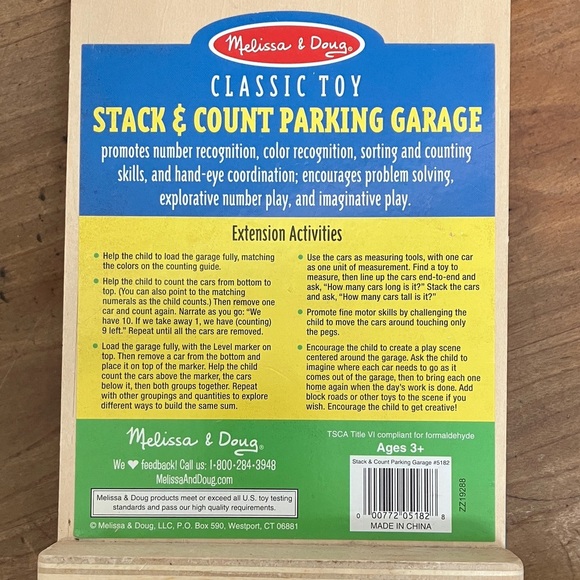 Melissa & Doug®
CLASSIC TOY
STACK & COUNT PARKING GARAGE
promotes number recognition, color recognition, sorting and counting
skills, and hand-eye coordination; encourages problem solving,
explorative number play, and imaginative play.
Extension Activities
• Help the child to load the garage fully, matching
the colors on the counting guide.
• Help the child to count the cars from bottom to
top. (You can also point to the matching
numerals as the child counts.) Then remove one
car and count again. Narrate as you go: "We
have 10. If we take away 1, we have (counting)
9 left." Repeat until all the cars are removed.
• Load the garage fully, with the Level marker on
top. Then remove a car from the bottom and
place it on top of the marker. Help the child
count the cars above the marker, the cars
below it, then both groups together. Repeat
with other groupings and quantities to explore
different ways to build the same sum.
• Use the cars as measuring tools, with one car
as one unit of measurement. Find a toy to
measure, then line up the cars end-to-end and
ask, "How many cars long is it?" Stack the cars
and ask, "How many cars tall is it?"
• Promote fine motor skills by challenging the
child to move the cars around touching only
the pegs.
• Encourage the child to create a play scene
centered around the garage. Ask the child to
imagine where each car needs to go as it
comes out of the garage, then to bring each one
home again when the day's work is done. Add
block roads or other toys to the scene if you
wish. Encourage the child to get creative!
Melissa & Doug®
We ♥ feedback! Call us: 1-800-284-3948
MelissaAndDoug.com
Melissa & Doug products meet or exceed all U.S. toy testing
standards and pass our high quality requirements.
© Melissa & Doug, LLC, P.O. Box 590, Westport, CT 06881
TSCA Title VI compliant for formaldehyde
Ages 3+
Stack & Count Parking Garage #5182
0 00772 05182 8
MADE IN CHINA
ZZ19288